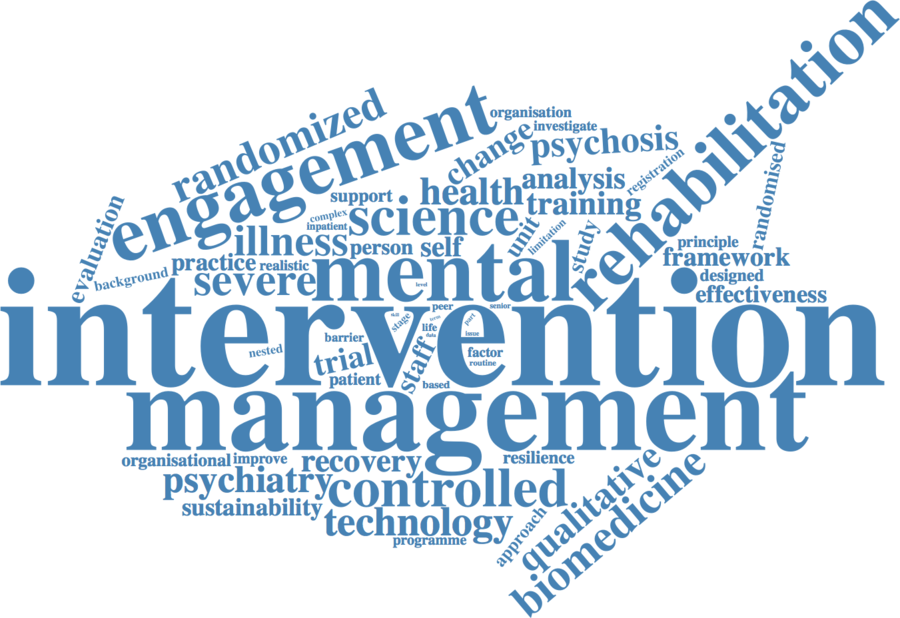 rehabilitation
randomized
engagement
organisation
investigate
change
psychosis
registration
randomised
support
health
analysis
training
complex
inpatient
science
unit
limitation
study
evaluation
illness
person
self
principle
framework
background
practice
realistic
severe
mental
level
designed
effectiveness
intervention
peer
senior
stage
term
part
life
data
issue
barrier
nested
trial
staff
factor
routine
patient
based
management
organisational
improve
recovery
resilience
psychiatry
controlled
qualitative
biomedicine
sustainability
technology
approach
programme